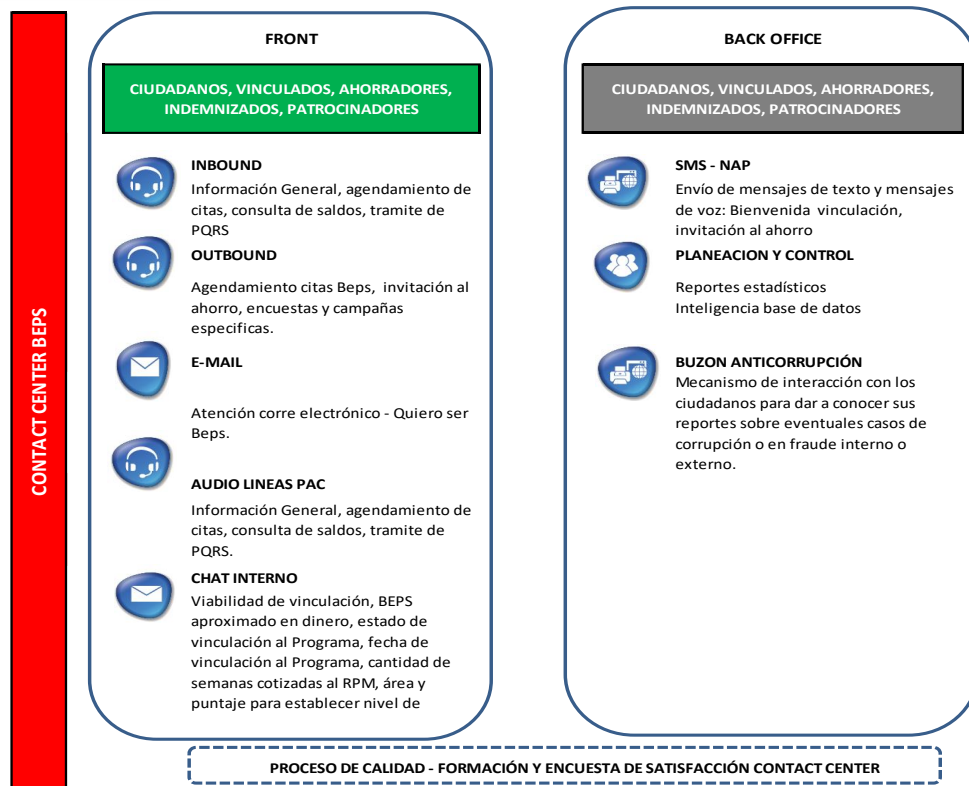 CONTACT CENTER BEPS
FRONT
CIUDADANOS, VINCULADOS, AHORRADORES,
INDEMNIZADOS, PATROCINADORES
INBOUND
Información General, agendamiento de
citas, consulta de saldos, tramite de
PQRS
OUTBOUND
Agendamiento citas Beps, invitación al
ahorro, encuestas y campañas
especificas.
E-MAIL
Atención corre electrónico - Quiero ser
Beps.
AUDIO LINEAS PAC
Información General, agendamiento de
citas, consulta de saldos, tramite de
PQRS.
CHAT INTERNO
Viabilidad de vinculación, BEPS
aproximado en dinero, estado de
vinculación al Programa, fecha de
vinculación al Programa, cantidad de
semanas cotizadas al RPM, área y
puntaje para establecer nivel de
BACK OFFICE
CIUDADANOS, VINCULADOS, AHORRADORES,
INDEMNIZADOS, PATROCINADORES
SMS - NAP
Envío de mensajes de texto y mensajes
de voz: Bienvenida vinculación,
invitación al ahorro
PLANEACION Y CONTROL
Reportes estadísticos
Inteligencia base de datos
BUZON ANTICORRUPCIÓN
Mecanismo de interacción con los
ciudadanos para dar a conocer sus
reportes sobre eventuales casos de
corrupción o en fraude interno o
externo.
PROCESO DE CALIDAD - FORMACIÓN Y ENCUESTA DE SATISFACCIÓN CONTACT CENTER